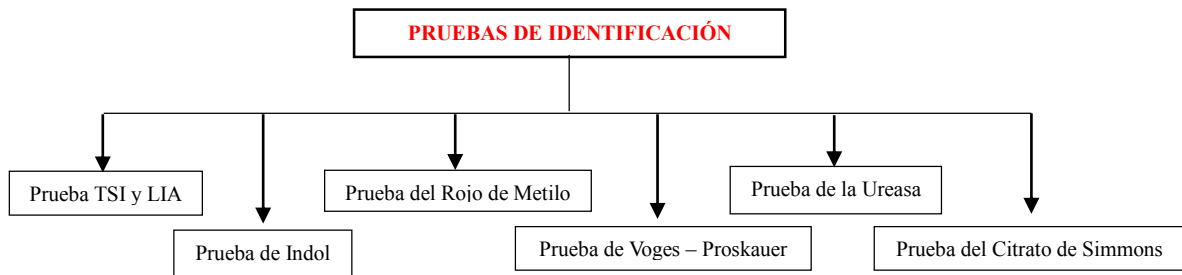 PRUEBAS DE IDENTIFICACIÓN
Prueba TSI y LIA
Prueba de Indol
Prueba del Rojo de Metilo
Prueba de Voges – Proskauer
Prueba de la Ureasa
Prueba del Citrato de Simmons